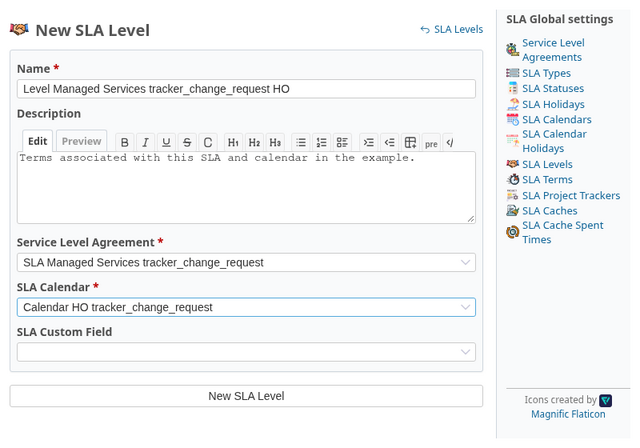 New SLA Level
SLA Levels
Name *
Level Managed Services tracker_change_request HO
Description
Edit Preview B I U S C H1 H2 H3 pre
Terms associated with this SLA and calendar in the example.
Service Level Agreement *
SLA Managed Services tracker_change_request
SLA Calendar *
Calendar HO tracker_change_request
SLA Custom Field
New SLA Level
SLA Global settings
Service Level
Agreements
SLA Types
SLA Statuses
SLA Holidays
SLA Calendars
SLA Calendar
Holidays
SLA Levels
SLA Terms
SLA Project Trackers
SLA Caches
SLA Cache Spent
Times
Icons created by
Magnific Flaticon